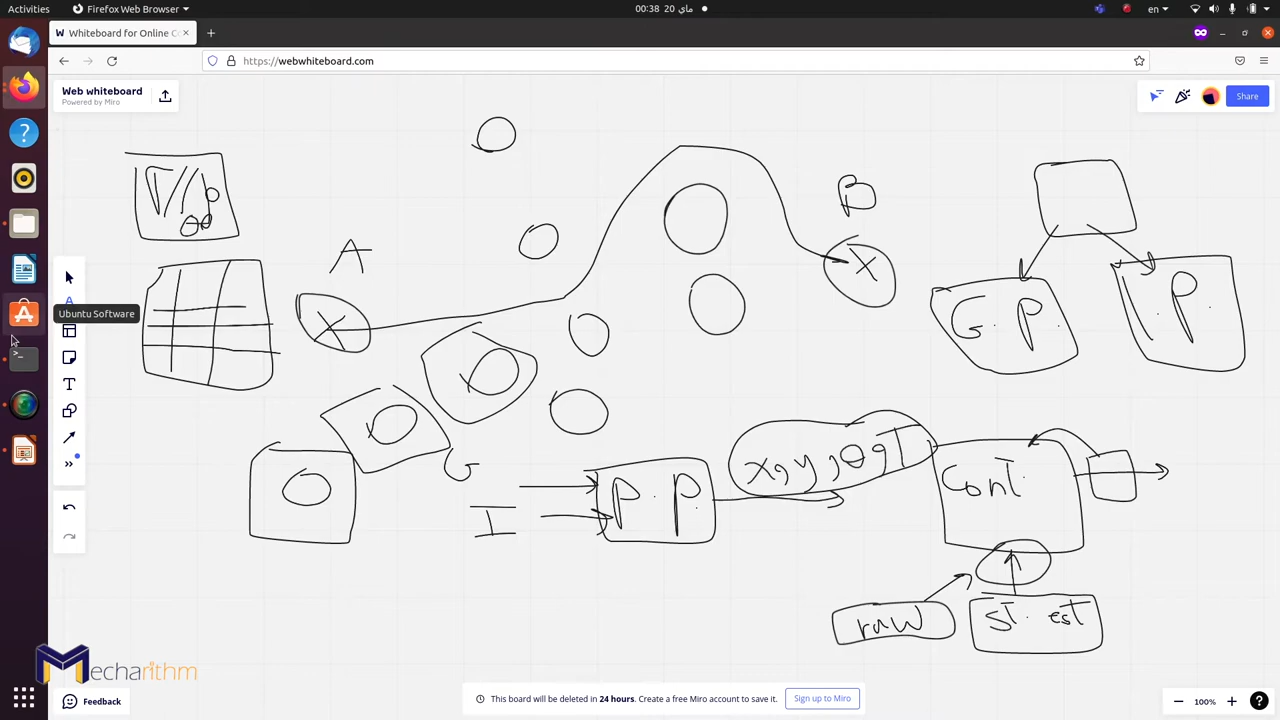 Activities
Firefox Web Browser
00:38 20 ماي
en
Whiteboard for Online Co
https://webwhiteboard.com
Web whiteboard
Powered by Miro
Share
A
B
G. P.
L. P.
Ubuntu Software
G
I
P. P.
x, y, θ, T
Cont.
raw
st. est
Mecharithm
Feedback
This board will be deleted in 24 hours. Create a free Miro account to save it.
Sign up to Miro
100%